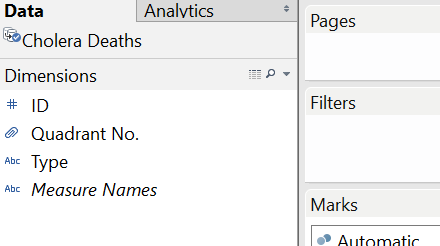 Data Analytics
Cholera Deaths
Dimensions
# ID
Quadrant No.
Abc Type
Abc Measure Names
Pages
Filters
Marks
Automatic